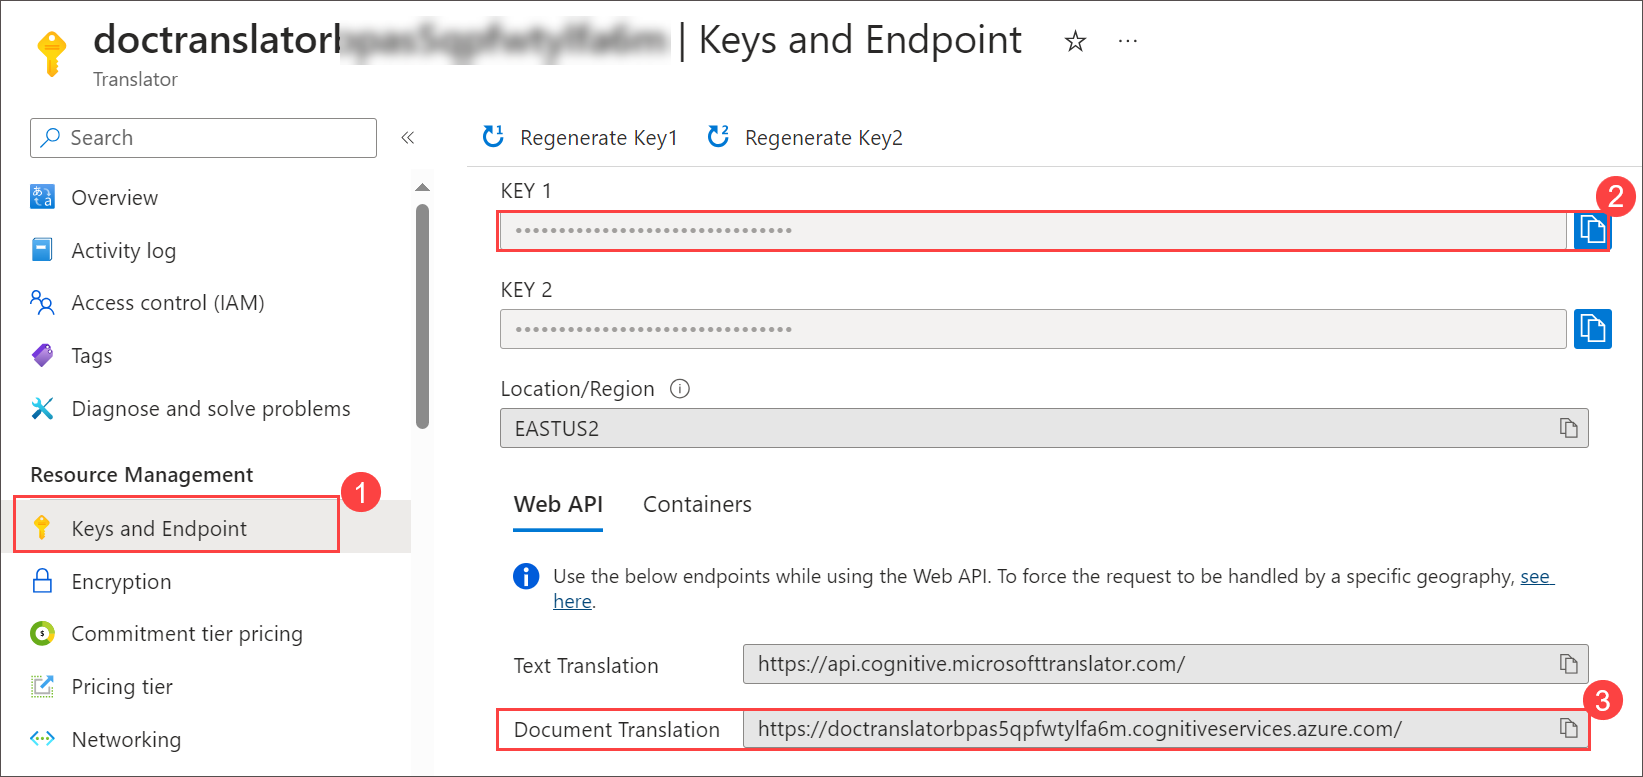 doctranslatorb | Keys and Endpoint
Translator
Search
Overview
Activity log
Access control (IAM)
Tags
Diagnose and solve problems
Resource Management
1
Keys and Endpoint
Encryption
Commitment tier pricing
Pricing tier
Networking
1 Regenerate Key1 2 Regenerate Key2
KEY 1
2
KEY 2
Location/Region
EASTUS2
Web API Containers
Use the below endpoints while using the Web API. To force the request to be handled by a specific geography, see
here.
Text Translation https://api.cognitive.microsofttranslator.com/
3
Document Translation https://doctranslatorbpas5qpfwtylfa6m.cognitiveservices.azure.com/